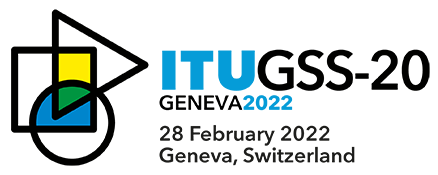 ITUGSS-20
GENEVA2022
28 February 2022
Geneva, Switzerland